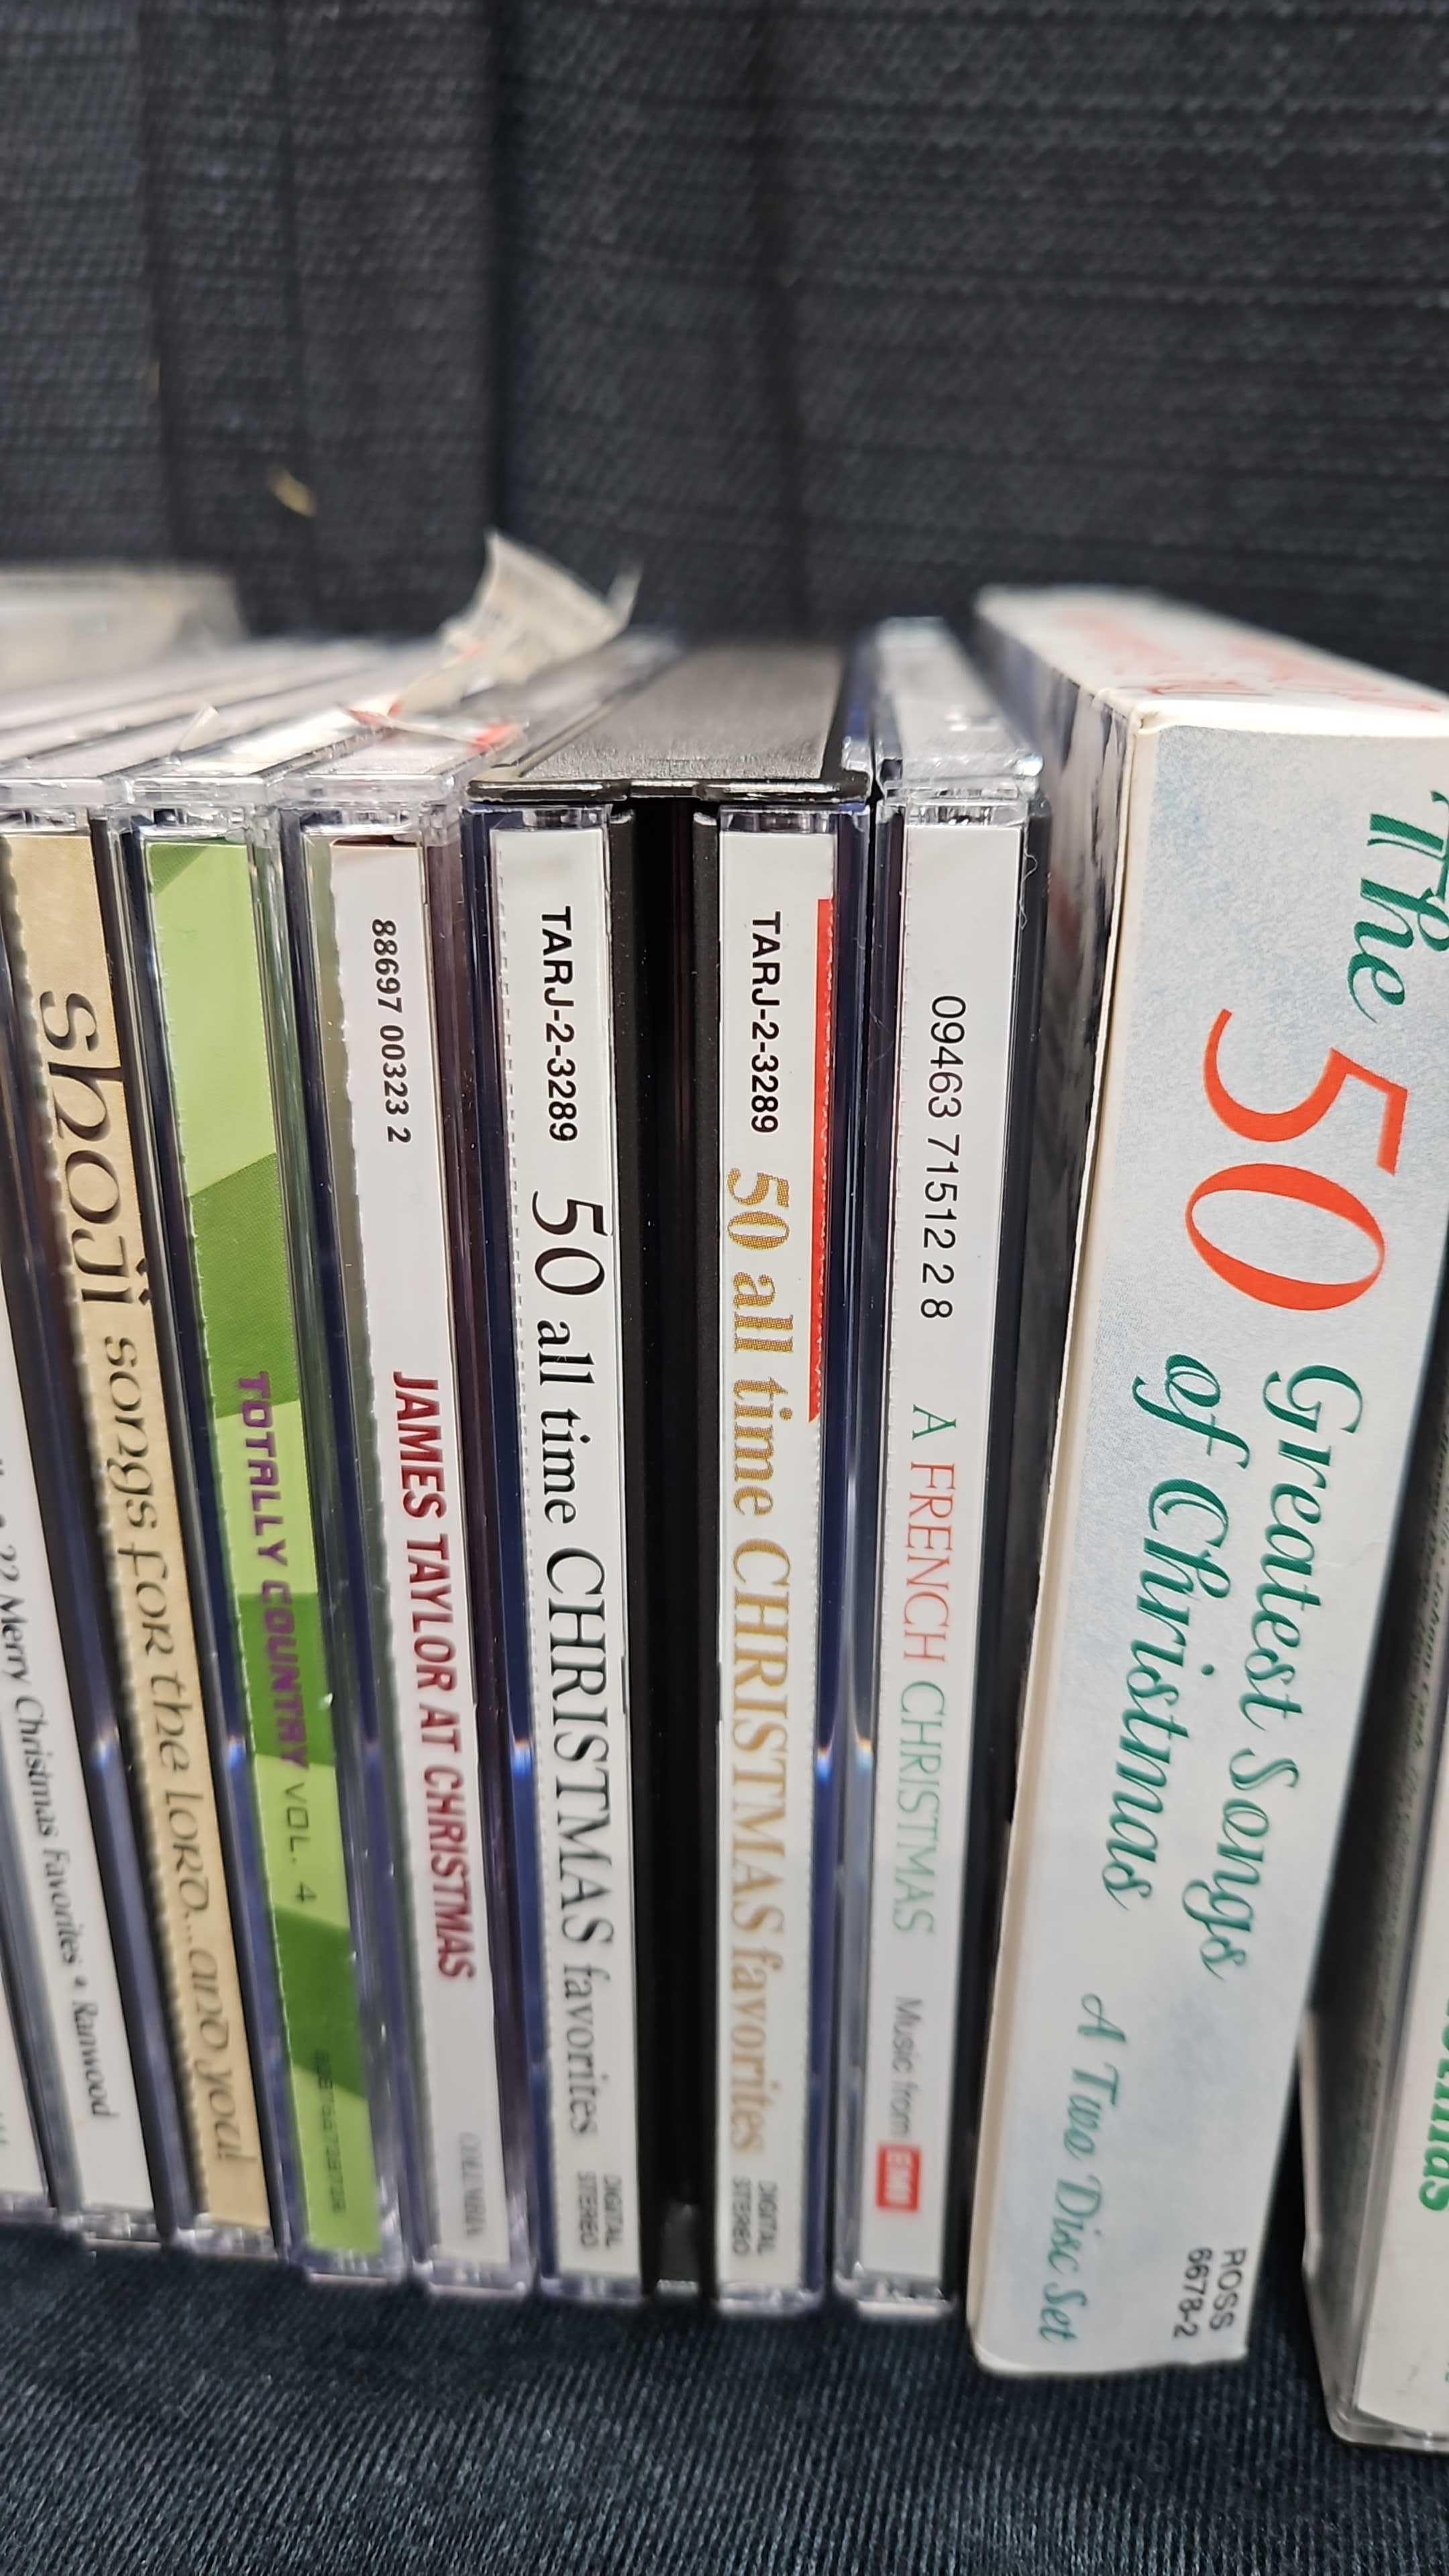 22 Merry Christmas Favorites • Ranwood
shoji songs for the lord...and you!
TOTALLY COUNTRY VOL. 4
88697 00323 2 JAMES TAYLOR AT CHRISTMAS COLUMBIA
TARJ-2-3289 50 all time CHRISTMAS favorites DIGITAL STEREO
TARJ-2-3289 50 all time CHRISTMAS favorites DIGITAL STEREO
09463 71512 2 8 A FRENCH CHRISTMAS Music from EMI
The 50 Greatest Songs
of Christmas
A Two Disc Set
ROSS
6678-2